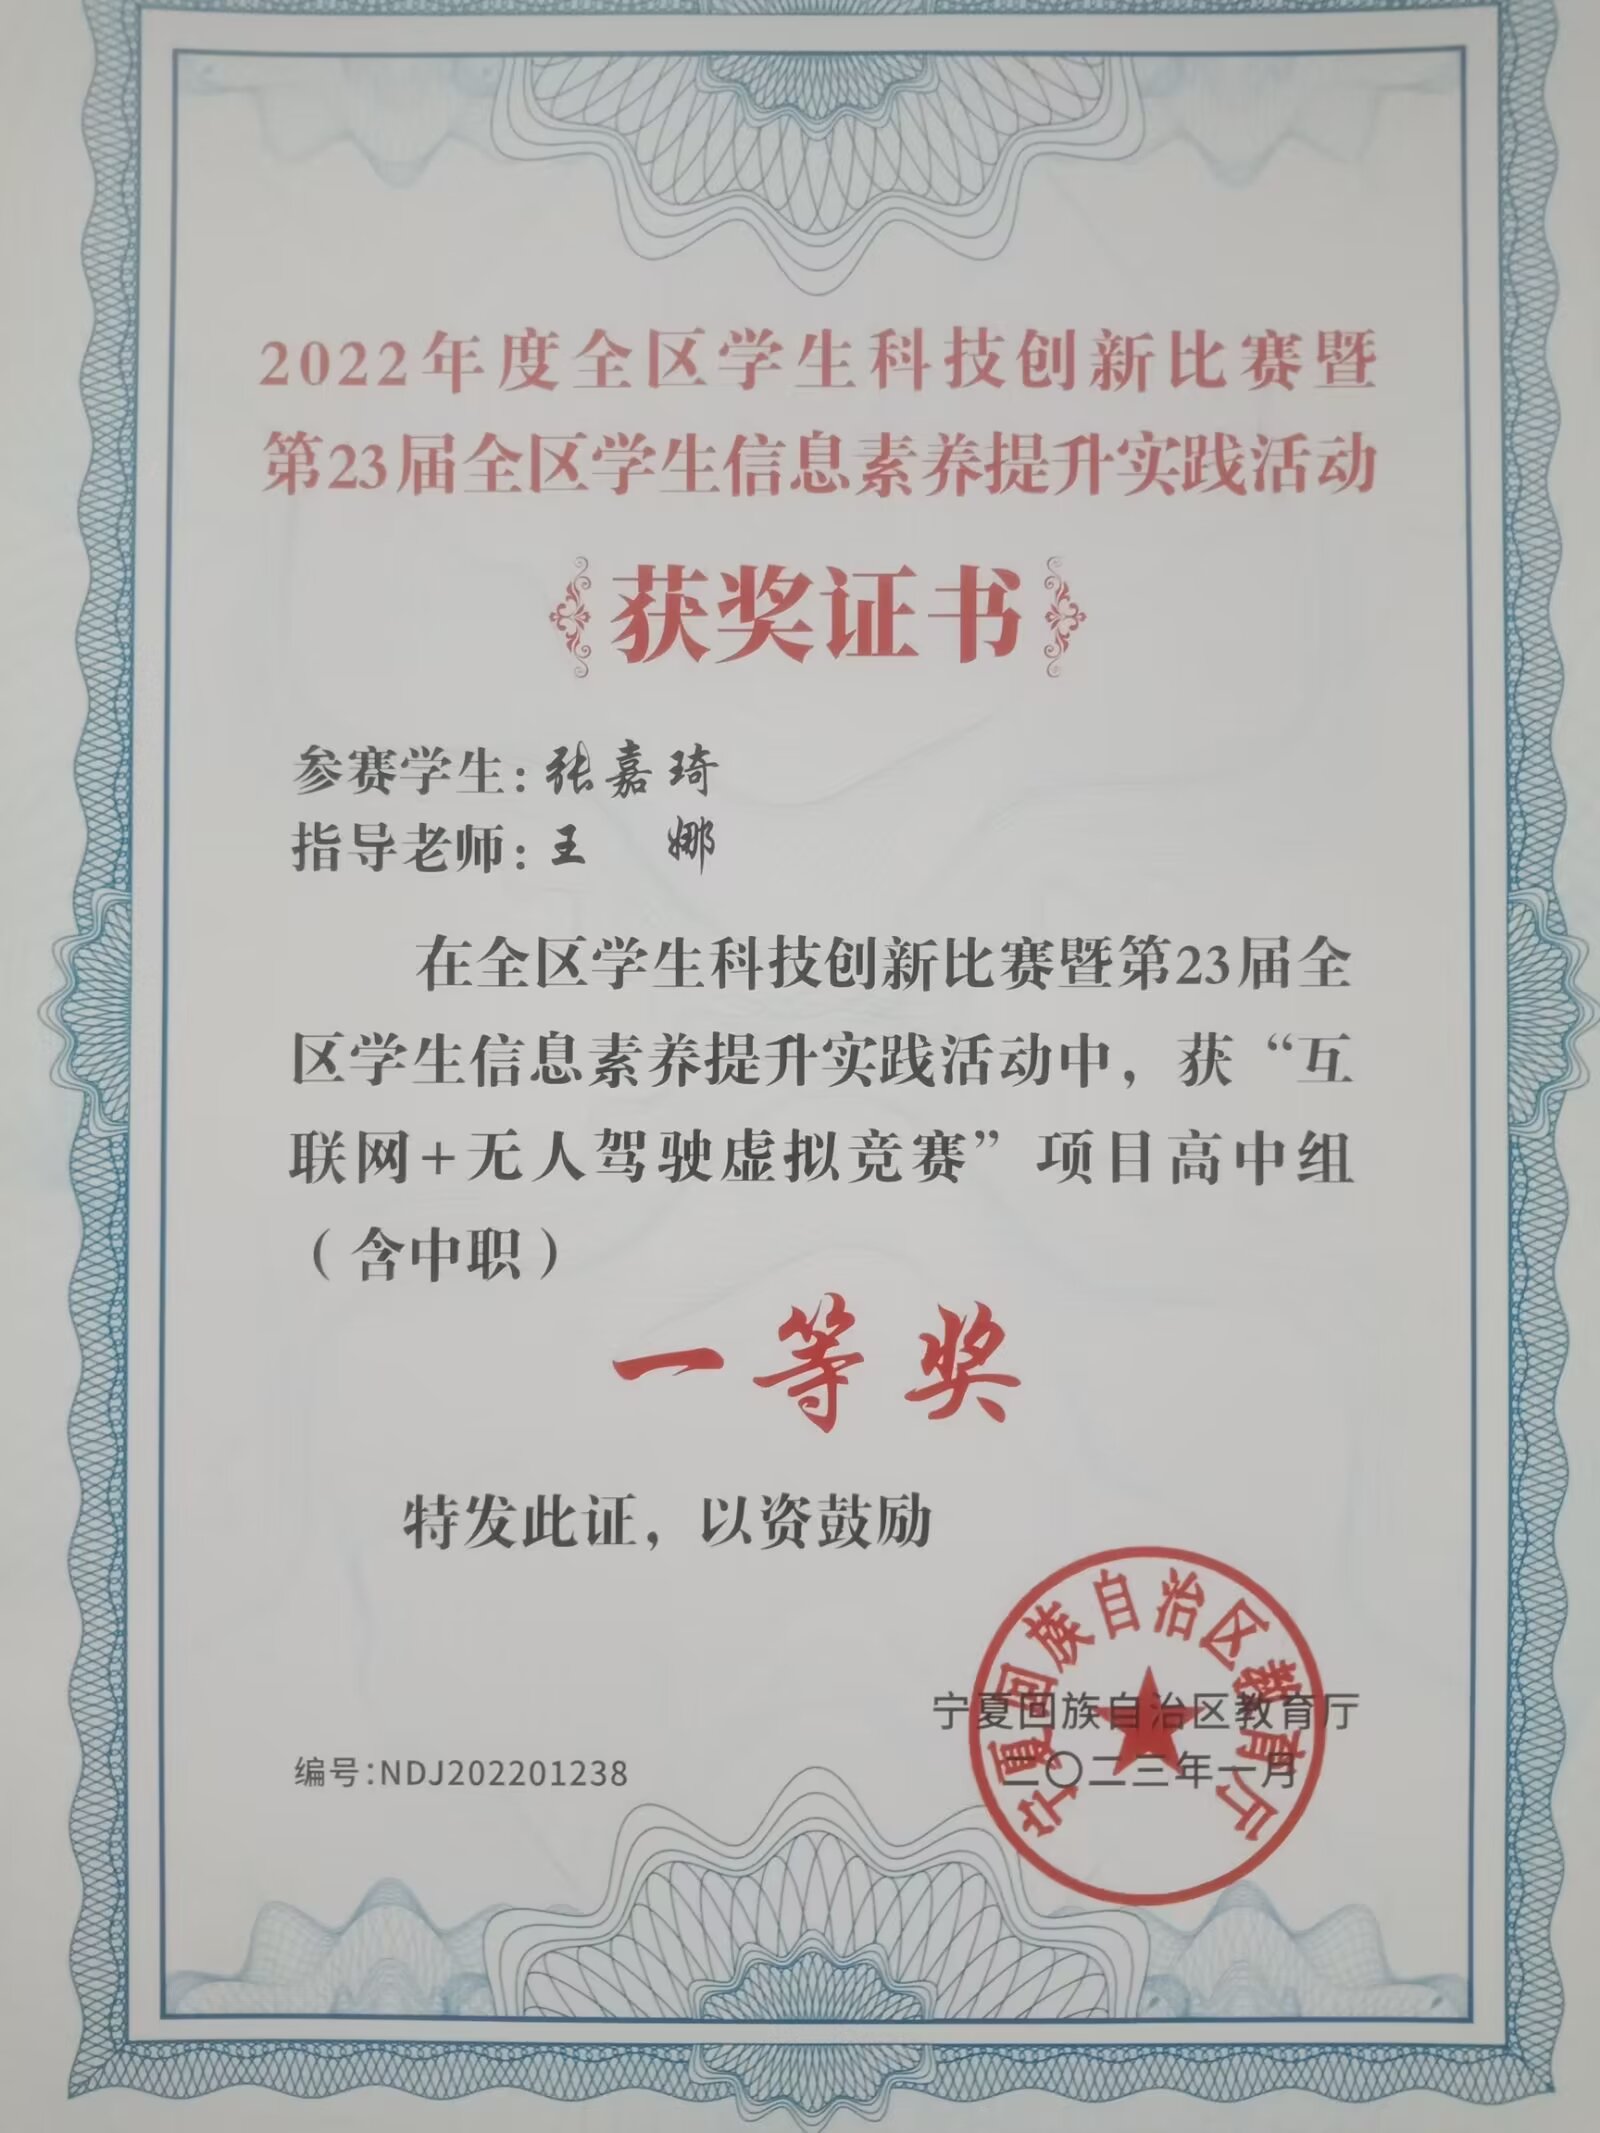 2022年度全区学生科技创新比赛暨
第23届全区学生信息素养提升实践活动
获奖证书
参赛学生：张嘉琦
指导老师：王 娜
在全区学生科技创新比赛暨第23届全
区学生信息素养提升实践活动中，获“互
联网+无人驾驶虚拟竞赛”项目高中组
（含中职）
一等奖
特发此证，以资鼓励
宁夏回族自治区教育厅
宁夏回族自治区教育厅
二〇二三年一月
编号：NDJ202201238